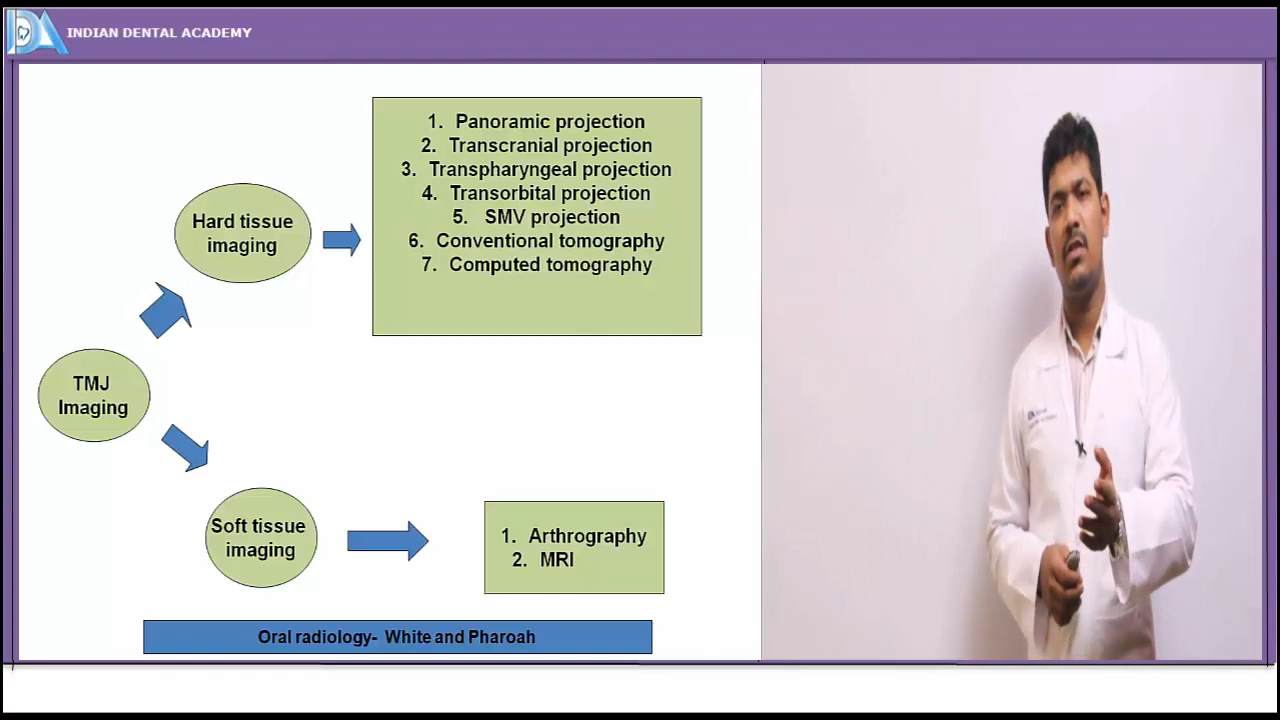 INDIAN DENTAL ACADEMY
1. Panoramic projection
2. Transcranial projection
3. Transpharyngeal projection
4. Transorbital projection
5. SMV projection
6. Conventional tomography
7. Computed tomography
Hard tissue
imaging
TMJ
Imaging
Soft tissue
imaging
1. Arthrography
2. MRI
Oral radiology- White and Pharoah